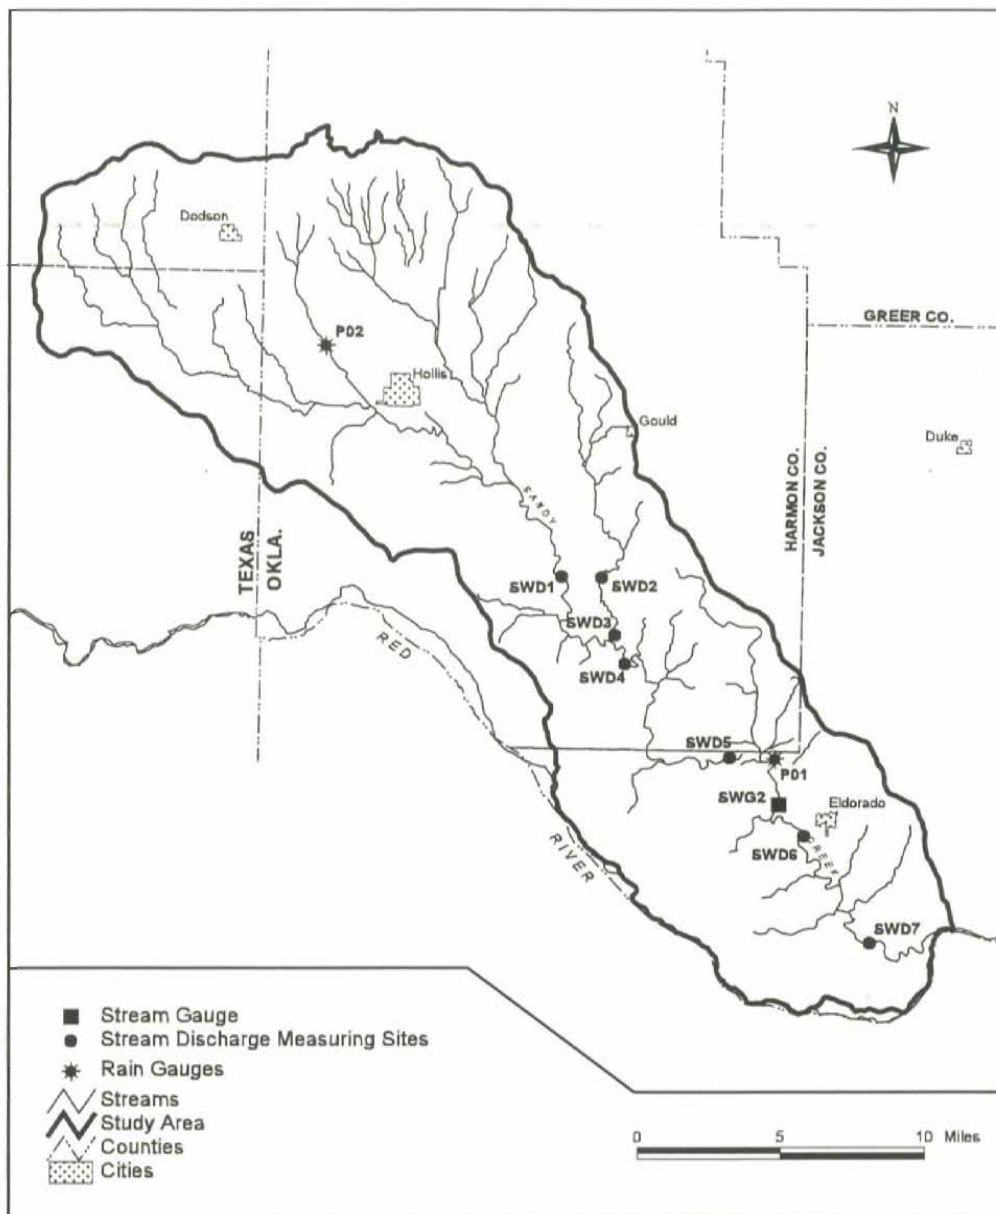 N
Dodson
GREER CO.
P02
Hollis
Gould
Duke
HARMON CO.
JACKSON CO.
SANDY
TEXAS
OKLA.
SWD1
SWD2
SWD3
RED
SWD4
SWD5
P01
SWG2
Eldorado
RIVER
SWD6
CREEK
SWD7
Stream Gauge
Stream Discharge Measuring Sites
Rain Gauges
Streams
Study Area
Counties
Cities
0 5 10 Miles